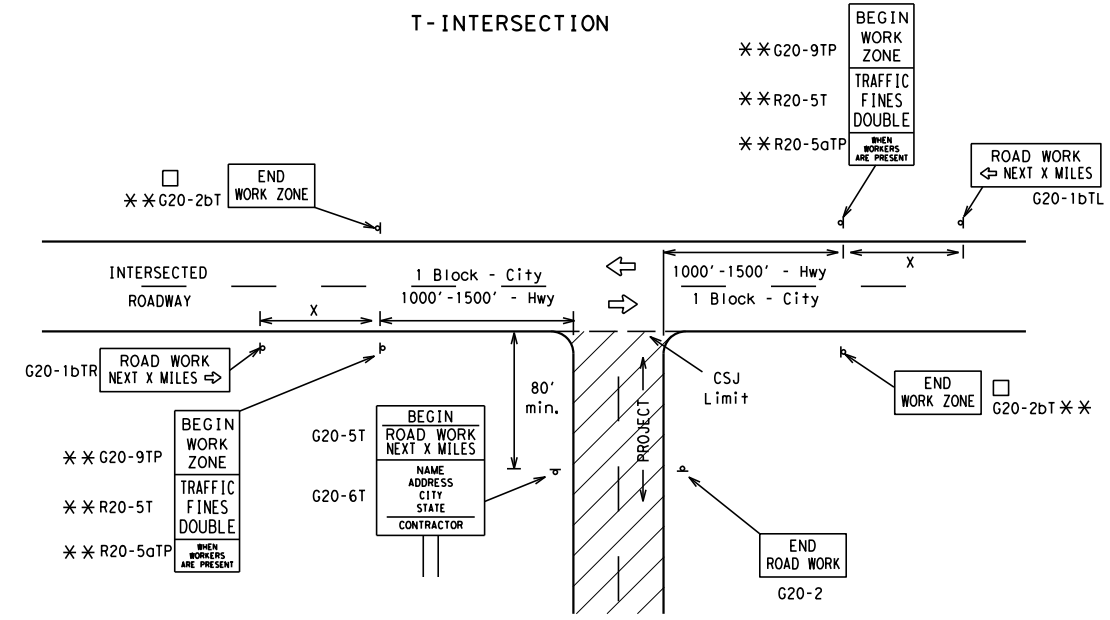 T-INTERSECTION
BEGIN
WORK
ZONE
TRAFFIC
FINES
DOUBLE
WHEN
WORKERS
ARE PRESENT
**G20-9TP
**R20-5T
**R20-5aTP
ROAD WORK
⇦ NEXT X MILES
G20-1bTL
END
WORK ZONE
□
**G20-2bT
INTERSECTED
ROADWAY
1 Block - City
1000'-1500' - Hwy
⇦
⇨
1000'-1500' - Hwy
1 Block - City
X
X
G20-1bTR
ROAD WORK
NEXT X MILES ⇨
80'
min.
CSJ
Limit
PROJECT
END
WORK ZONE
□
G20-2bT **
BEGIN
WORK
ZONE
TRAFFIC
FINES
DOUBLE
WHEN
WORKERS
ARE PRESENT
**G20-9TP
**R20-5T
**R20-5aTP
G20-5T
BEGIN
ROAD WORK
NEXT X MILES
G20-6T
NAME
ADDRESS
CITY
STATE
CONTRACTOR
END
ROAD WORK
G20-2